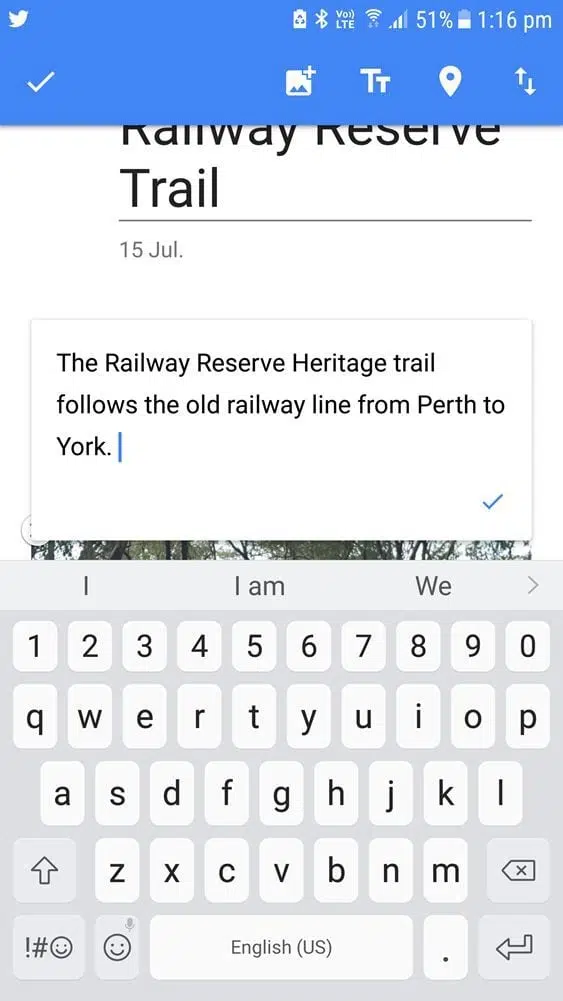 Vo))
LTE
51%
1:16 pm
Railway Reserve
Trail
15 Jul.
The Railway Reserve Heritage trail
follows the old railway line from Perth to
York.
I I am We
1 2 3 4 5 6 7 8 9 0
q w e r t y u i o p
a s d f g h j k l
z x c v b n m
!#☺ English (US) .